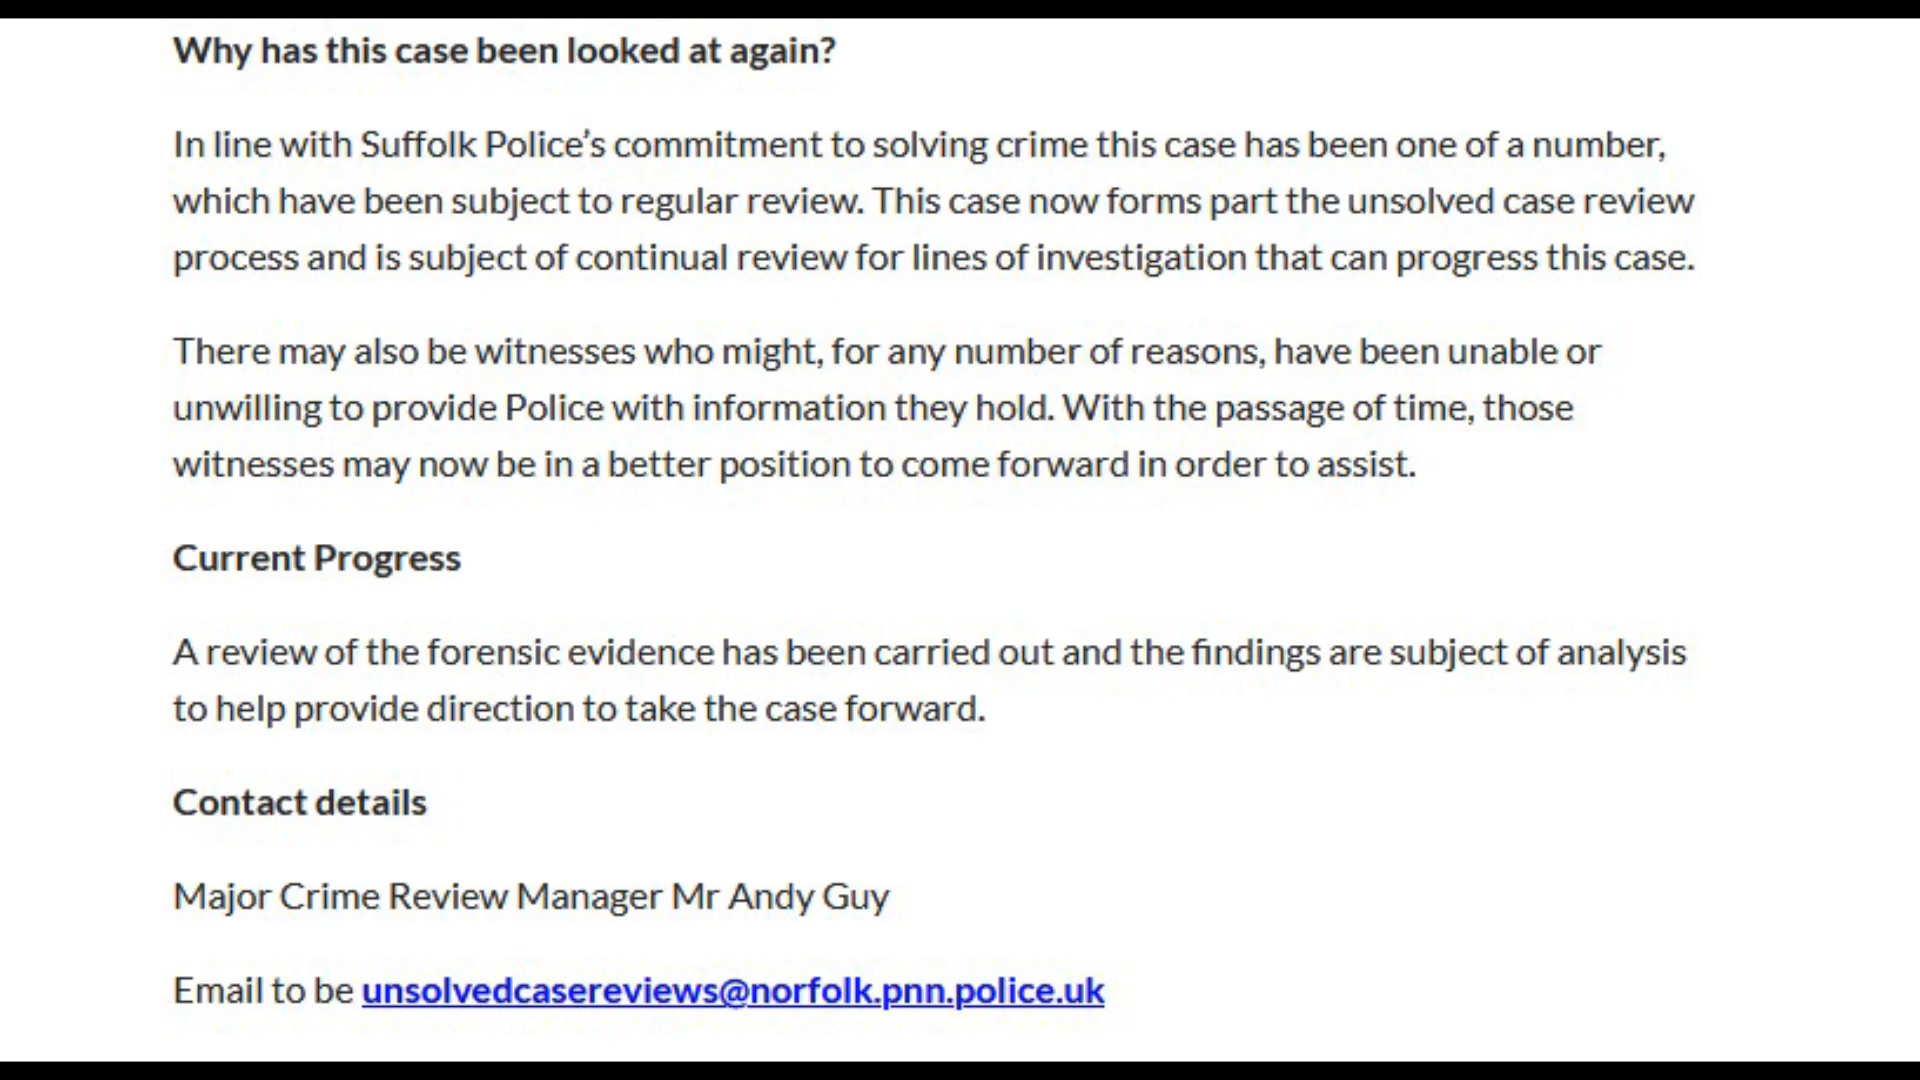 Why has this case been looked at again?
In line with Suffolk Police's commitment to solving crime this case has been one of a number,
which have been subject to regular review. This case now forms part the unsolved case review
process and is subject of continual review for lines of investigation that can progress this case.
There may also be witnesses who might, for any number of reasons, have been unable or
unwilling to provide Police with information they hold. With the passage of time, those
witnesses may now be in a better position to come forward in order to assist.
Current Progress
A review of the forensic evidence has been carried out and the findings are subject of analysis
to help provide direction to take the case forward.
Contact details
Major Crime Review Manager Mr Andy Guy
Email to be unsolvedcasereviews@norfolk.pnn.police.uk